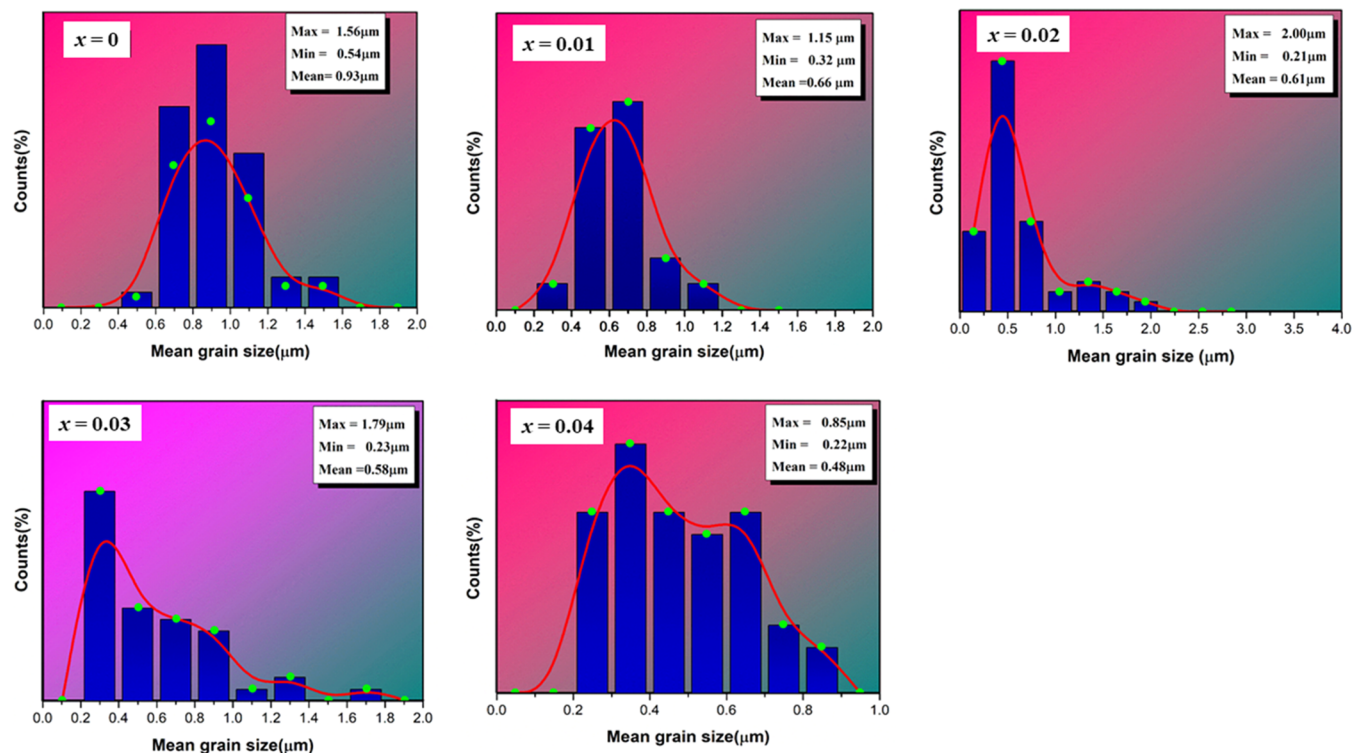 x = 0
Max = 1.56μm
Min = 0.54μm
Mean= 0.93μm
Counts(%)
0.0 0.2 0.4 0.6 0.8 1.0 1.2 1.4 1.6 1.8 2.0
Mean grain size(μm)
x = 0.01
Max = 1.15 μm
Min = 0.32 μm
Mean =0.66 μm
Counts(%)
0.0 0.2 0.4 0.6 0.8 1.0 1.2 1.4 1.6 1.8 2.0
Mean grain size(μm)
x = 0.02
Max = 2.00μm
Min = 0.21μm
Mean = 0.61μm
Counts(%)
0.0 0.5 1.0 1.5 2.0 2.5 3.0 3.5 4.0
Mean grain size (μm)
x = 0.03
Max = 1.79μm
Min = 0.23μm
Mean =0.58μm
Counts(%)
0.0 0.2 0.4 0.6 0.8 1.0 1.2 1.4 1.6 1.8 2.0
Mean grain size(μm)
x = 0.04
Max = 0.85μm
Min = 0.22μm
Mean = 0.48μm
Counts(%)
0.0 0.2 0.4 0.6 0.8 1.0
Mean grain size(μm)